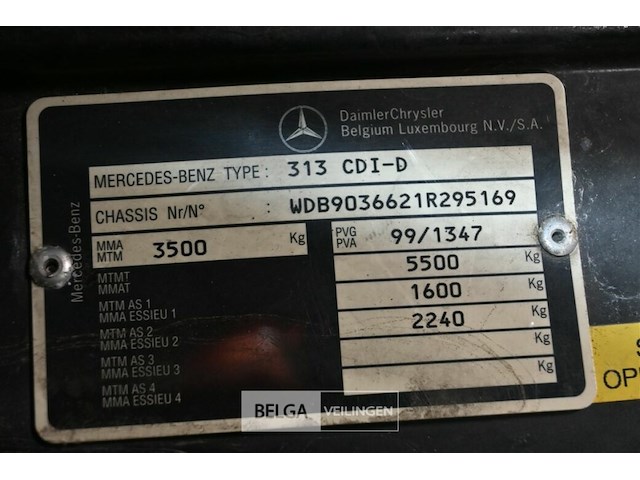 DaimlerChrysler
Belgium Luxembourg N.V./S.A.
Mercedes-Benz
MERCEDES-BENZ TYPE: 313 CDI-D
CHASSIS Nr/N° : WDB9036621R295169
MMA MTM 3500 Kg
PVG PVA 99/1347
MTMT MMAT 5500 Kg
MTM AS 1 MMA ESSIEU 1 1600 Kg
MTM AS 2 MMA ESSIEU 2 2240 Kg
MTM AS 3 MMA ESSIEU 3 Kg
MTM AS 4 MMA ESSIEU 4 Kg
S
OPE
BELGA VEILINGEN